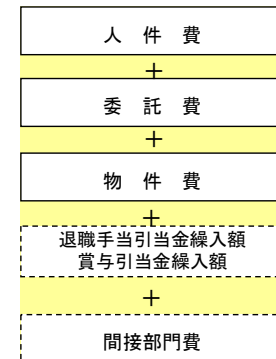 人 件 費
＋
委 託 費
＋
物 件 費
＋
退職手当引当金繰入額
賞与引当金繰入額
＋
間接部門費